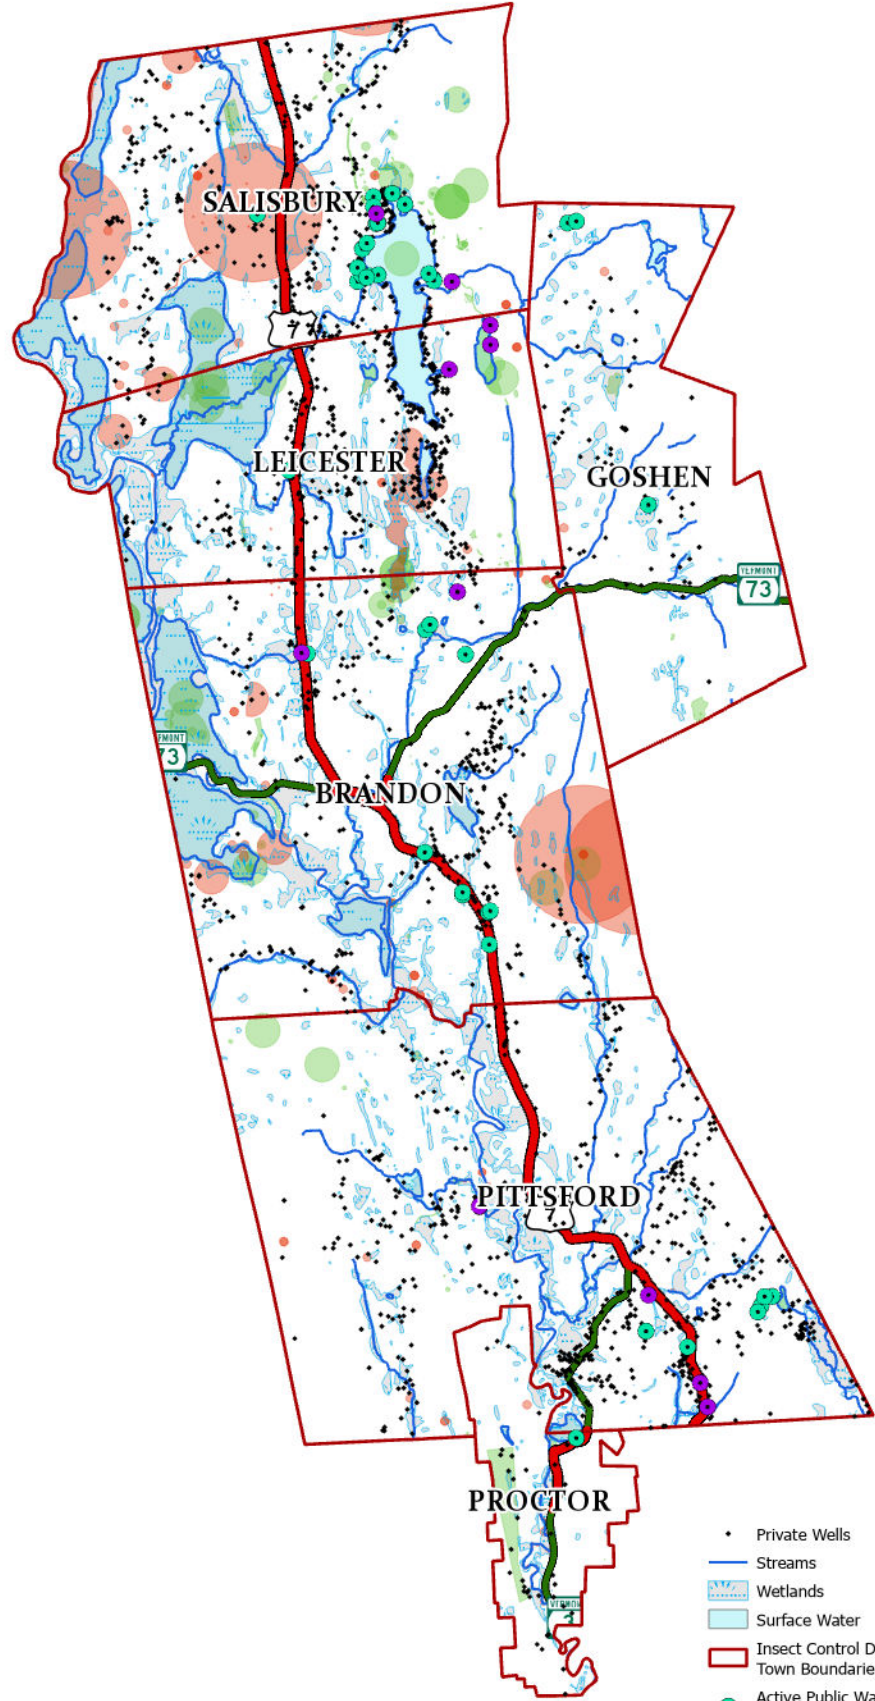 SALISBURY
7
LEICESTER
GOSHEN
VERMONT
73
73
BRANDON
PITTSFORD
7
PROCTOR
Private Wells
Streams
Wetlands
Surface Water
Insect Control D
Town Boundarie
Active Public Wa